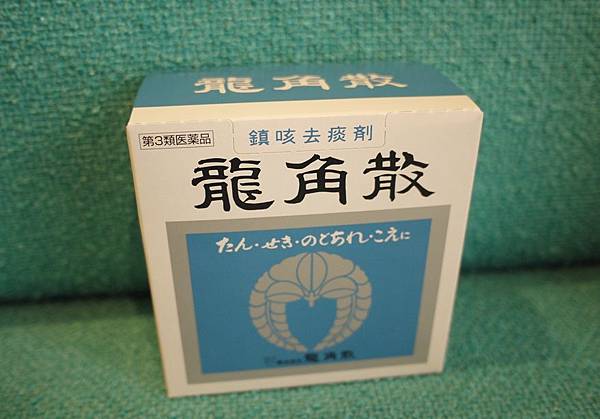 龍角散
第3類医薬品
鎮咳去痰剤
龍角散
たん・せき・のどあれ・こえに
龍角散